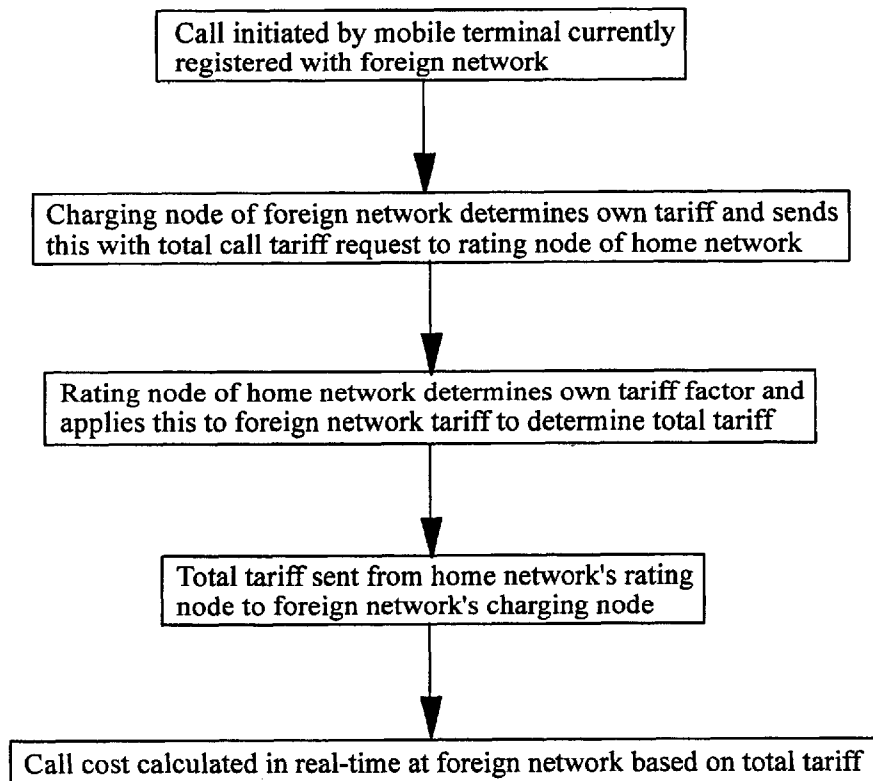 Call initiated by mobile terminal currently
registered with foreign network
Charging node of foreign network determines own tariff and sends
this with total call tariff request to rating node of home network
Rating node of home network determines own tariff factor and
applies this to foreign network tariff to determine total tariff
Total tariff sent from home network's rating
node to foreign network's charging node
Call cost calculated in real-time at foreign network based on total tariff